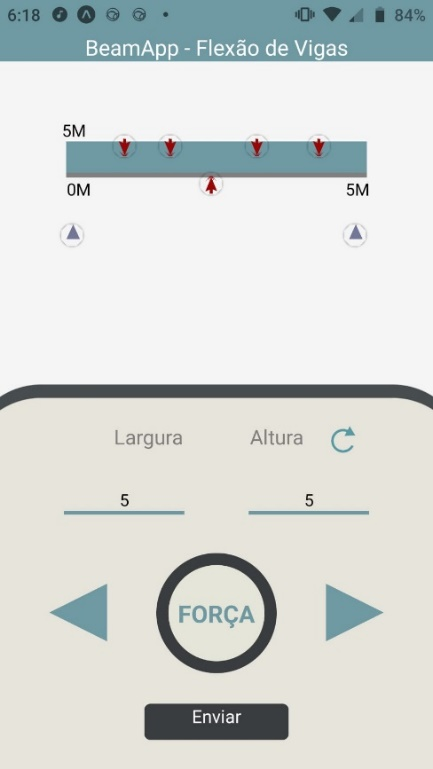 6:18 84%
BeamApp - Flexão de Vigas
5M
0M 5M
Largura Altura
5 5
FORÇA
Enviar